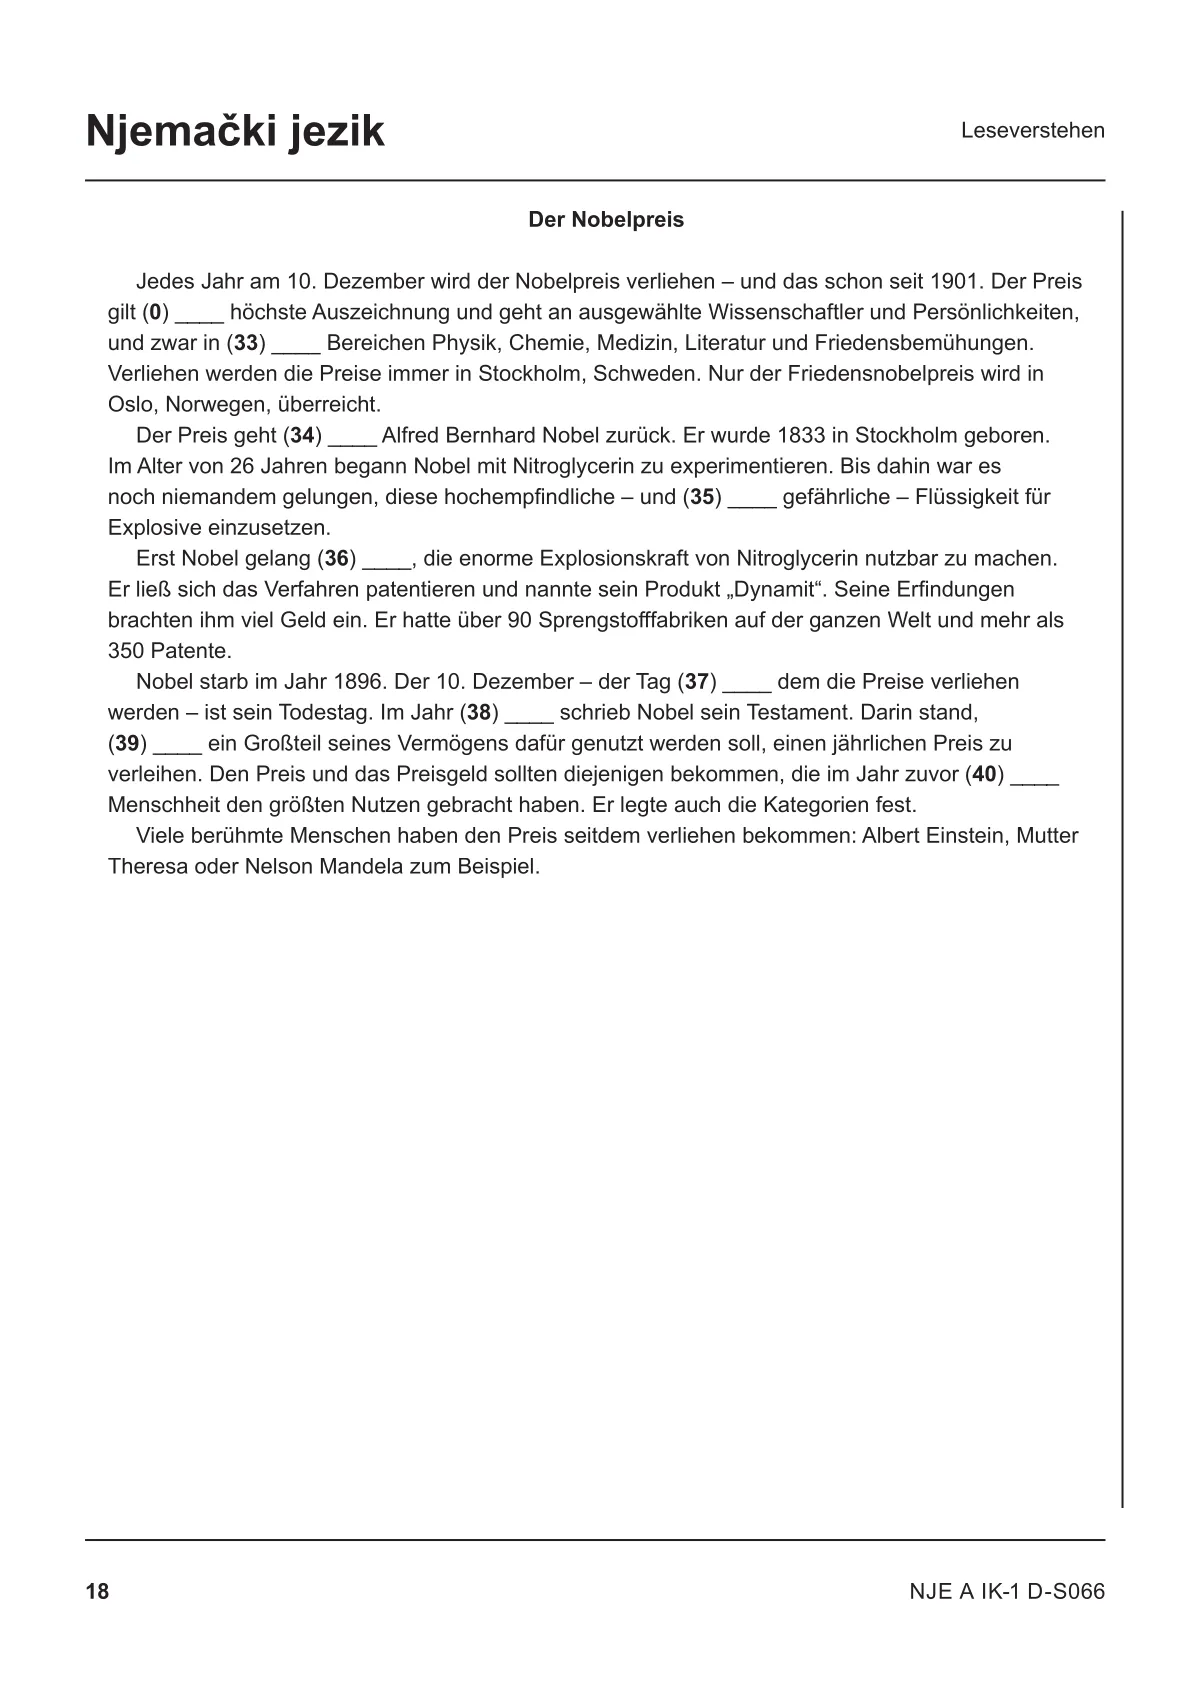 Njemački jezik
Leseverstehen
Der Nobelpreis
Jedes Jahr am 10. Dezember wird der Nobelpreis verliehen – und das schon seit 1901. Der Preis
gilt (0) ____ höchste Auszeichnung und geht an ausgewählte Wissenschaftler und Persönlichkeiten,
und zwar in (33) ____ Bereichen Physik, Chemie, Medizin, Literatur und Friedensbemühungen.
Verliehen werden die Preise immer in Stockholm, Schweden. Nur der Friedensnobelpreis wird in
Oslo, Norwegen, überreicht.
Der Preis geht (34) ____ Alfred Bernhard Nobel zurück. Er wurde 1833 in Stockholm geboren.
Im Alter von 26 Jahren begann Nobel mit Nitroglycerin zu experimentieren. Bis dahin war es
noch niemandem gelungen, diese hochempfindliche – und (35) ____ gefährliche – Flüssigkeit für
Explosive einzusetzen.
Erst Nobel gelang (36) ____, die enorme Explosionskraft von Nitroglycerin nutzbar zu machen.
Er ließ sich das Verfahren patentieren und nannte sein Produkt „Dynamit“. Seine Erfindungen
brachten ihm viel Geld ein. Er hatte über 90 Sprengstofffabriken auf der ganzen Welt und mehr als
350 Patente.
Nobel starb im Jahr 1896. Der 10. Dezember – der Tag (37) ____ dem die Preise verliehen
werden – ist sein Todestag. Im Jahr (38) ____ schrieb Nobel sein Testament. Darin stand,
(39) ____ ein Großteil seines Vermögens dafür genutzt werden soll, einen jährlichen Preis zu
verleihen. Den Preis und das Preisgeld sollten diejenigen bekommen, die im Jahr zuvor (40) ____
Menschheit den größten Nutzen gebracht haben. Er legte auch die Kategorien fest.
Viele berühmte Menschen haben den Preis seitdem verliehen bekommen: Albert Einstein, Mutter
Theresa oder Nelson Mandela zum Beispiel.
18
NJE A IK-1 D-S066